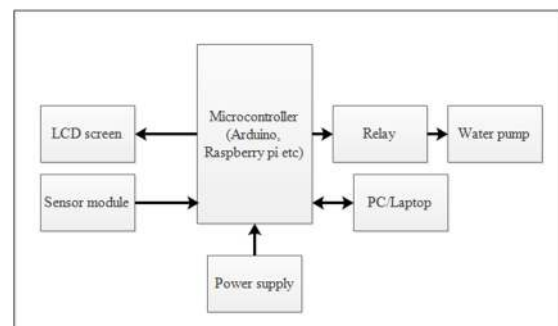 Microcontroller
(Arduino,
Raspberry pi etc)
LCD screen
Relay
Water pump
Sensor module
PC/Laptop
Power supply